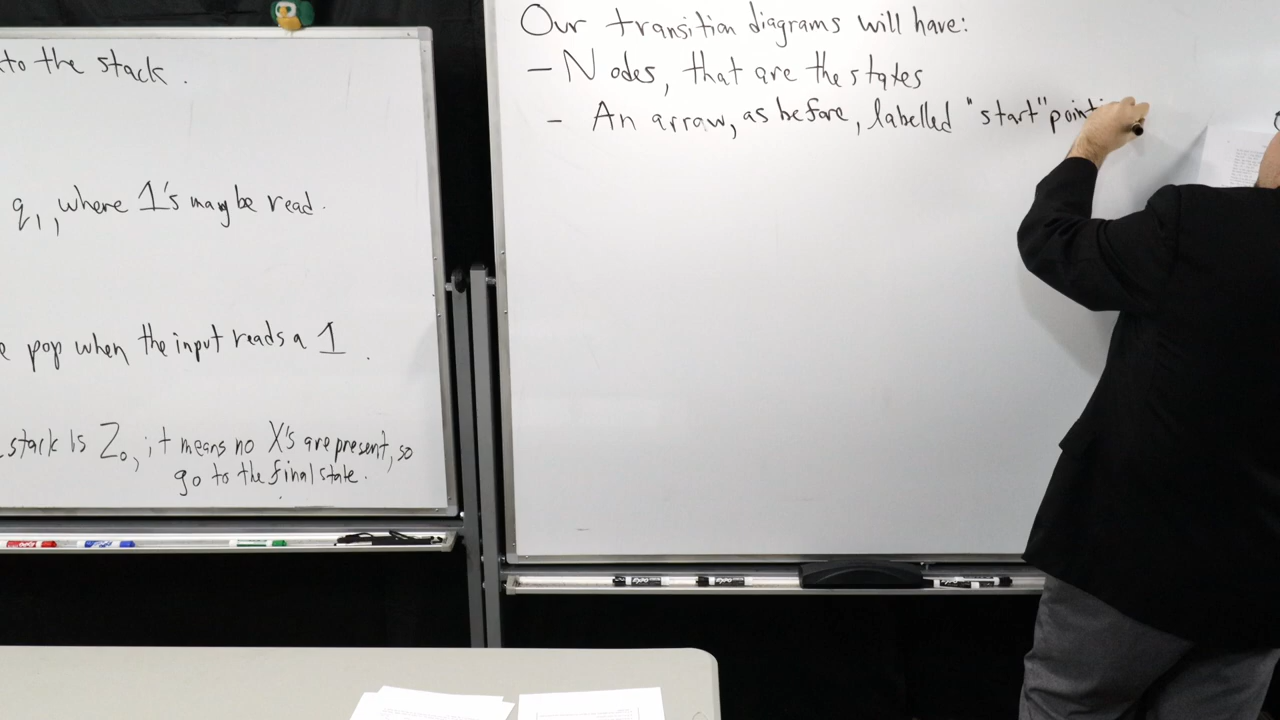 to the stack.
q1, where 1's may be read.
pop when the input reads a 1.
stack is Z0, it means no X's are present, so
go to the final state.
Our transition diagrams will have:
- Nodes, that are the states
- An arrow, as before, labelled "start" pointi